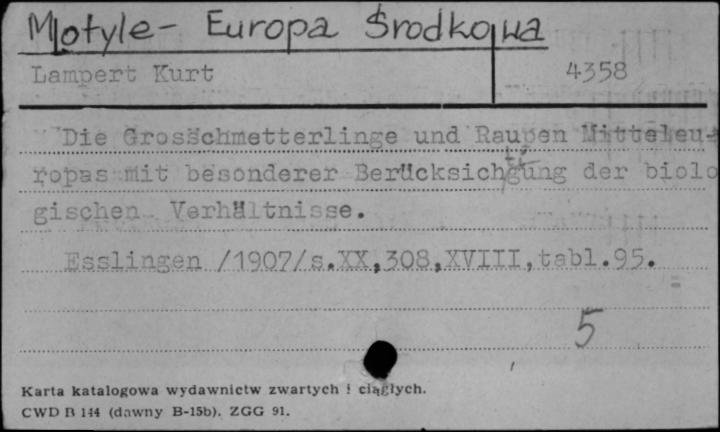 Motyle - Europa Środkowa
Lampert Kurt 4358
Die Grossschmetterlinge und Raupen Mitteleu-
ropas mit besonderer Berücksichtigung der biolo
gischen Verhältnisse.
Esslingen /1907/s.XX,308,XVIII,tabl.95.
5
Karta katalogowa wydawnictw zwartych i ciągłych.
CWD B 144 (dawny B-15b). ZGG 91.